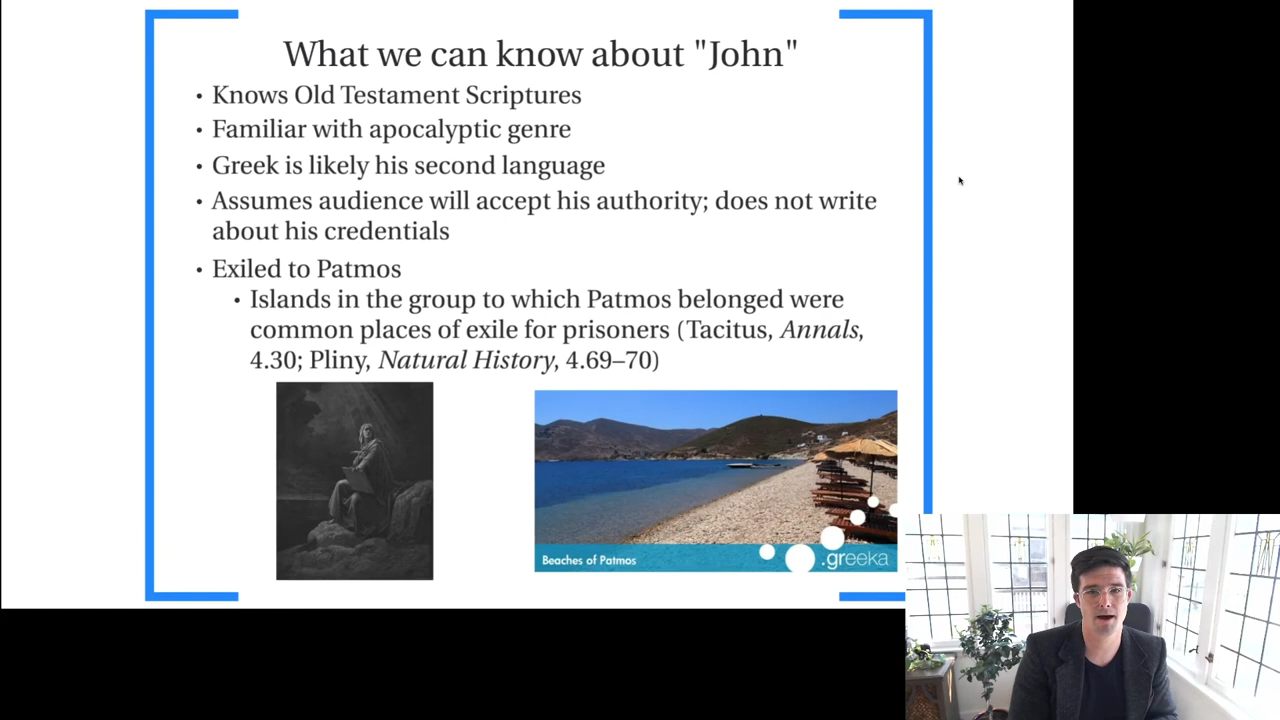 What we can know about "John"
• Knows Old Testament Scriptures
• Familiar with apocalyptic genre
• Greek is likely his second language
• Assumes audience will accept his authority; does not write
about his credentials
• Exiled to Patmos
• Islands in the group to which Patmos belonged were
common places of exile for prisoners (Tacitus, Annals,
4.30; Pliny, Natural History, 4.69–70)
Beaches of Patmos
.greeka